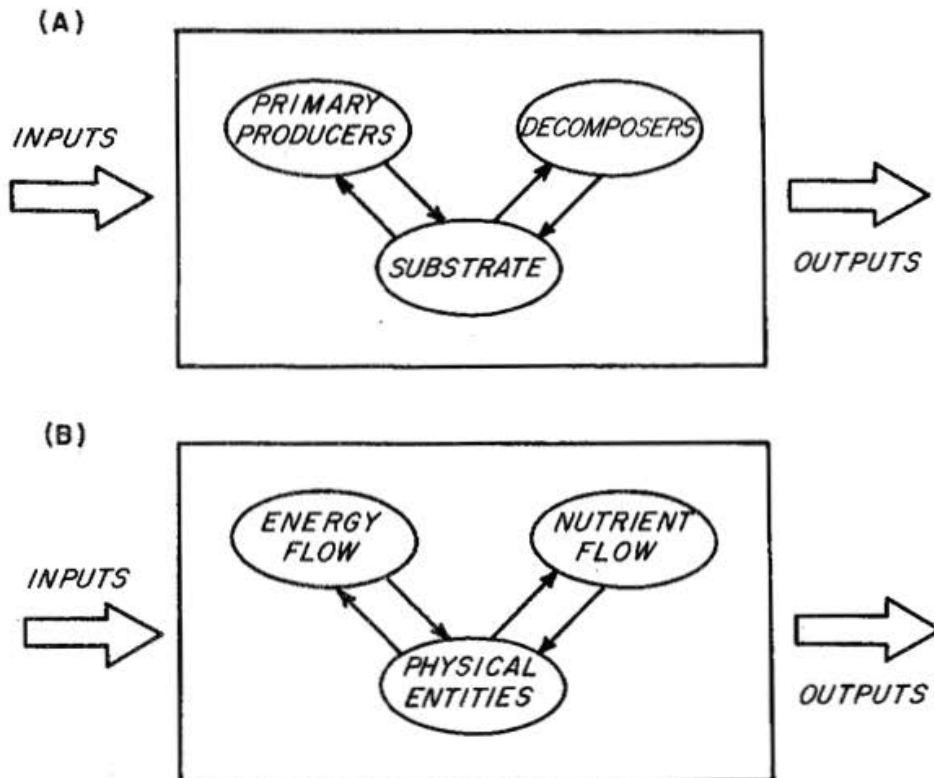 (A)
INPUTS
PRIMARY
PRODUCERS
DECOMPOSERS
SUBSTRATE
OUTPUTS
(B)
INPUTS
ENERGY
FLOW
NUTRIENT
FLOW
PHYSICAL
ENTITIES
OUTPUTS